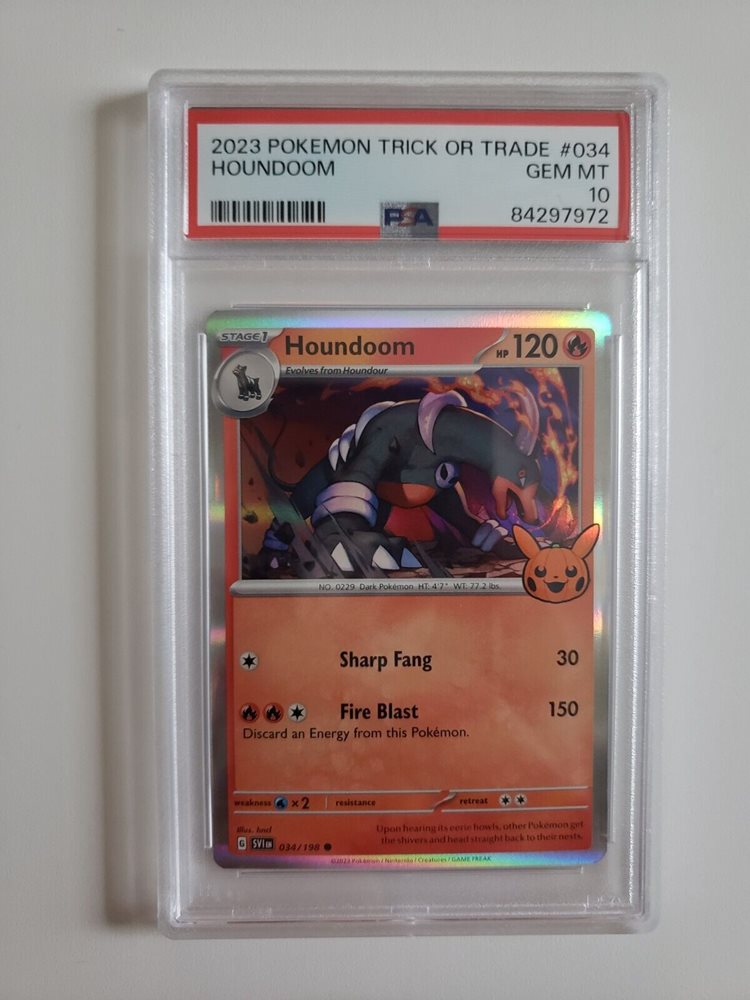 2023 POKEMON TRICK OR TRADE #034
HOUNDOOM GEM MT
10
PSA 84297972
STAGE1 Houndoom HP 120
Evolves from Houndour
NO. 0229 Dark Pokémon HT: 4'7" WT: 77.2 lbs.
Sharp Fang 30
Fire Blast 150
Discard an Energy from this Pokémon.
weakness ×2 resistance retreat
Illus. hncl
Upon hearing its eerie howls, other Pokémon get
the shivers and head straight back to their nests.
G SVI EN 034/198
©2023 Pokémon / Nintendo / Creatures / GAME FREAK